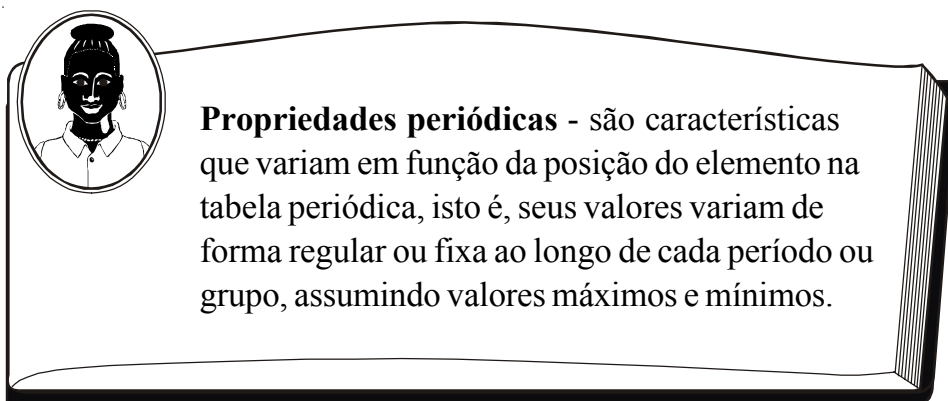 Propriedades periódicas - são características
que variam em função da posição do elemento na
tabela periódica, isto é, seus valores variam de
forma regular ou fixa ao longo de cada período ou
grupo, assumindo valores máximos e mínimos.